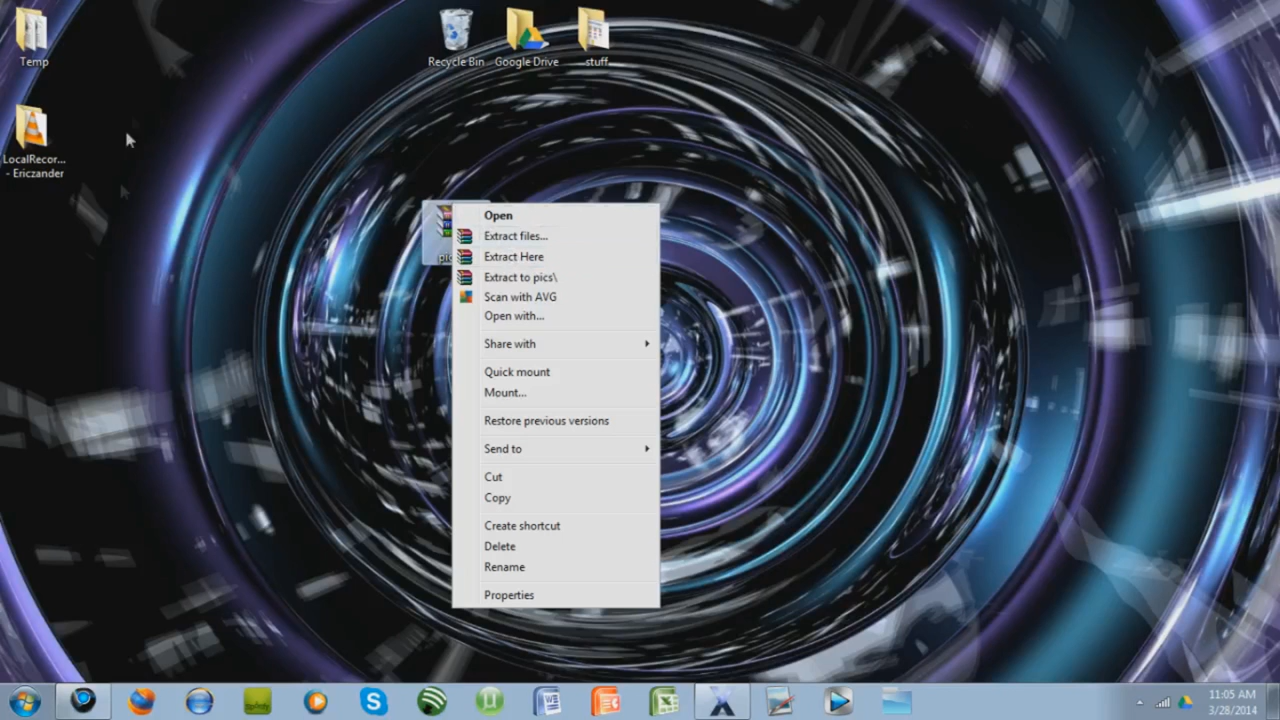 Temp
Recycle Bin
Google Drive
stuff
LocalRecor...
- Ericzander
Open
Extract files...
Extract Here
Extract to pics\
Scan with AVG
Open with...
Share with
Quick mount
Mount...
Restore previous versions
Send to
Cut
Copy
Create shortcut
Delete
Rename
Properties
11:05 AM
3/28/2014